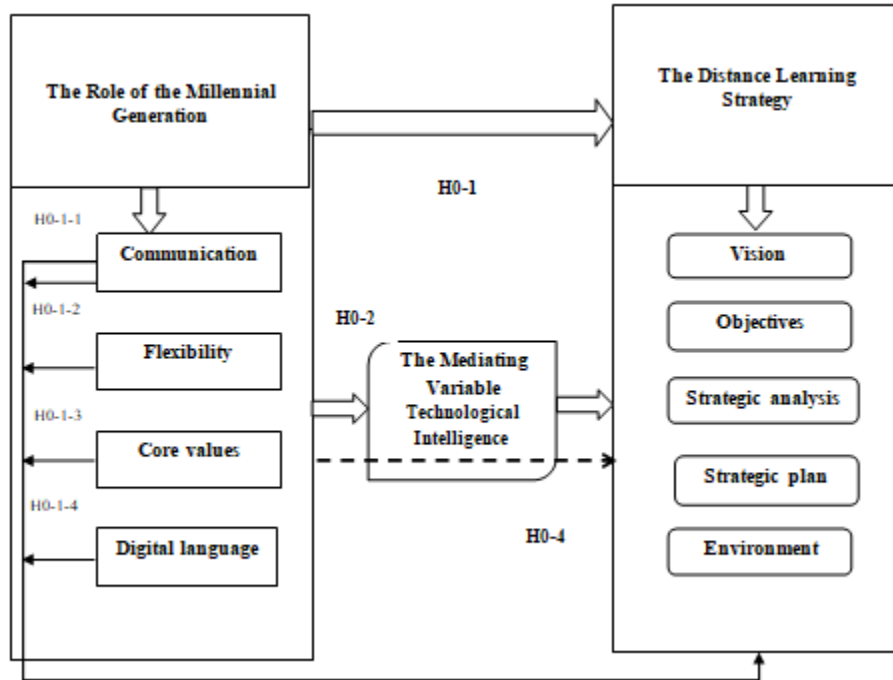 The Role of the Millennial
Generation
H0-1-1
Communication
H0-1-2
Flexibility
H0-1-3
Core values
H0-1-4
Digital language
H0-1
H0-2
The Mediating
Variable
Technological
Intelligence
H0-4
The Distance Learning
Strategy
Vision
Objectives
Strategic analysis
Strategic plan
Environment